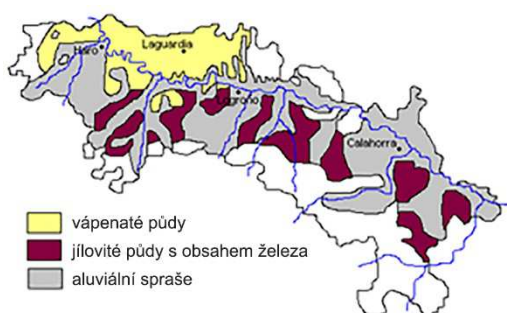 Haro
Laguardia
Logroño
Calahorra
vápenaté půdy
jílovité půdy s obsahem železa
aluviální spraše